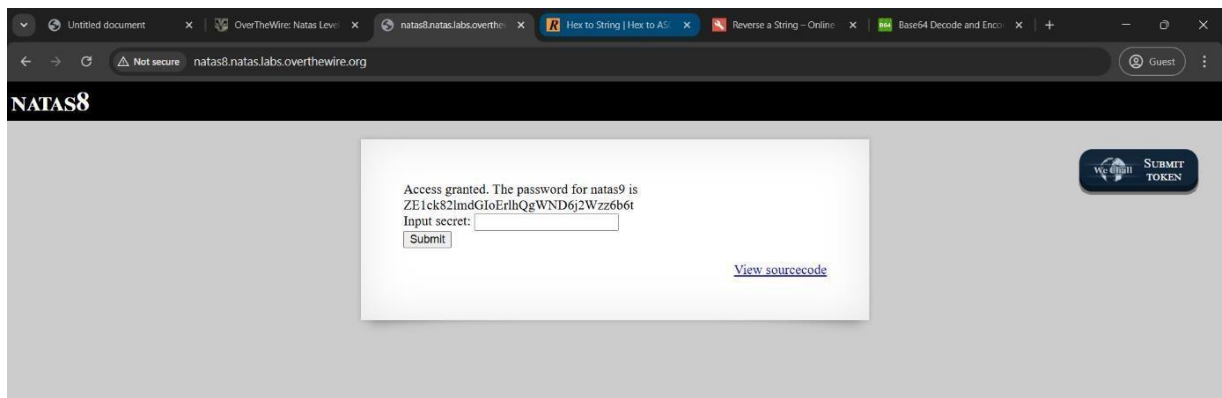 Untitled document
OverTheWire: Natas Leve
natas8.natas.labs.overthe
Hex to String | Hex to AS
Reverse a String – Online
Base64 Decode and Enco
Not secure
natas8.natas.labs.overthewire.org
Guest
NATAS8
Access granted. The password for natas9 is
ZE1ck82lmdGIoErlhQgWND6j2Wzz6b6t
Input secret:
Submit
View sourcecode
WeChall
SUBMIT
TOKEN